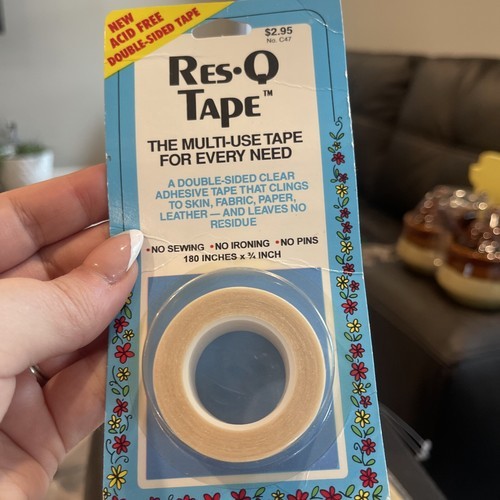 NEW
ACID FREE
DOUBLE-SIDED TAPE
$2.95
No. C47
RES•Q
TAPE™
THE MULTI-USE TAPE
FOR EVERY NEED
A DOUBLE-SIDED CLEAR
ADHESIVE TAPE THAT CLINGS
TO SKIN, FABRIC, PAPER,
LEATHER — AND LEAVES NO
RESIDUE
•NO SEWING •NO IRONING •NO PINS
180 INCHES x ¾ INCH